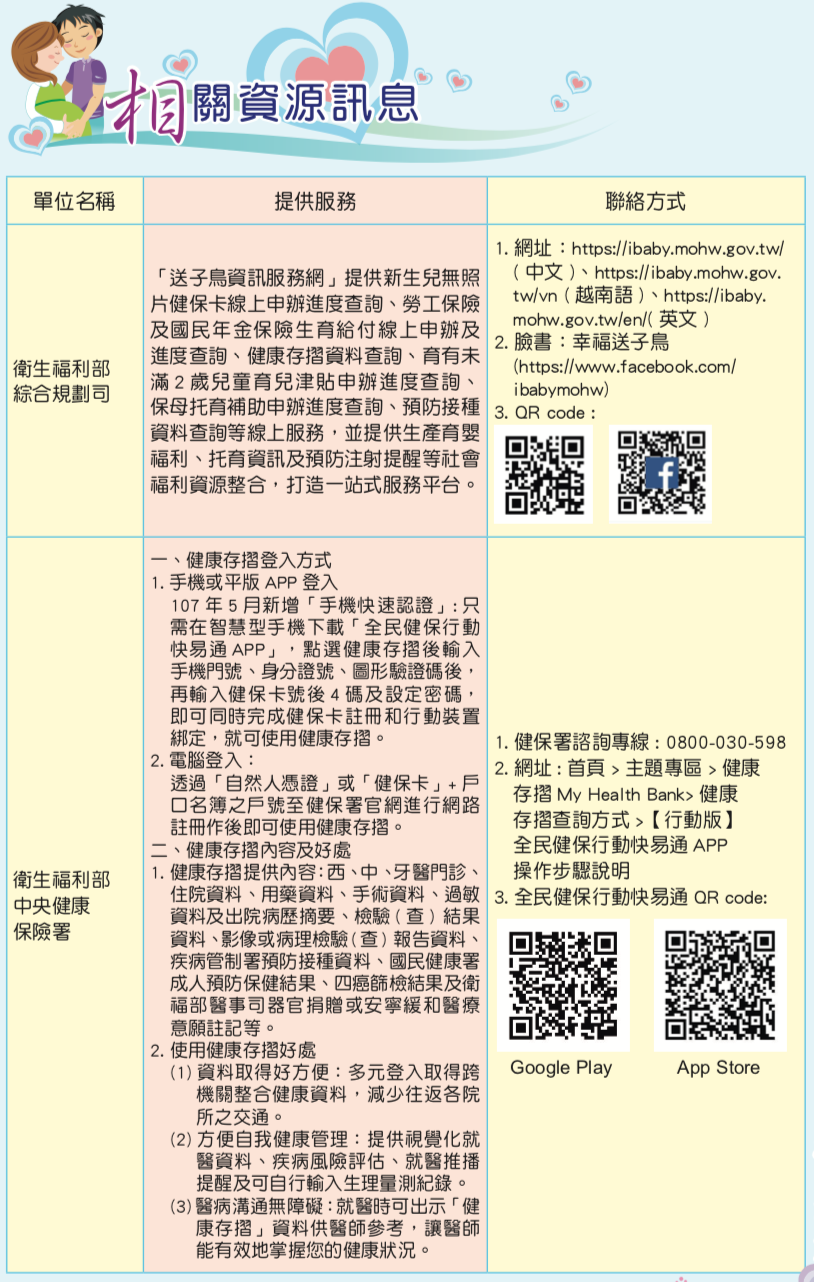 相關資源訊息
單位名稱
提供服務
聯絡方式
衛生福利部
綜合規劃司
「送子鳥資訊服務網」提供新生兒無照
片健保卡線上申辦進度查詢、勞工保險
及國民年金保險生育給付線上申辦及
進度查詢、健康存摺資料查詢、育有未
滿 2 歲兒童育兒津貼申辦進度查詢、
保母托育補助申辦進度查詢、預防接種
資料查詢等線上服務，並提供生產育嬰
福利、托育資訊及預防注射提醒等社會
福利資源整合，打造一站式服務平台。
1. 網址：https://ibaby.mohw.gov.tw/
( 中文 )、https://ibaby.mohw.gov.
tw/vn ( 越南語 )、https://ibaby.
mohw.gov.tw/en/( 英文 )
2. 臉書：幸福送子鳥
(https://www.facebook.com/
ibabymohw)
3. QR code :
衛生福利部
中央健康
保險署
一、健康存摺登入方式
1. 手機或平版 APP 登入
107 年 5 月新增「手機快速認證」: 只
需在智慧型手機下載「全民健保行動
快易通 APP」，點選健康存摺後輸入
手機門號、身分證號、圖形驗證碼後，
再輸入健保卡號後 4 碼及設定密碼，
即可同時完成健保卡註冊和行動裝置
綁定，就可使用健康存摺。
2. 電腦登入：
透過「自然人憑證」或「健保卡」+ 戶
口名簿之戶號至健保署官網進行網路
註冊作後即可使用健康存摺。
二、健康存摺內容及好處
1. 健康存摺提供內容: 西、中、牙醫門診、
住院資料、用藥資料、手術資料、過敏
資料及出院病歷摘要、檢驗 ( 查 ) 結果
資料、影像或病理檢驗 (查) 報告資料、
疾病管制署預防接種資料、國民健康署
成人預防保健結果、四癌篩檢結果及衛
福部醫事司器官捐贈或安寧緩和醫療
意願註記等。
2. 使用健康存摺好處
(1) 資料取得好方便：多元登入取得跨
機關整合健康資料，減少往返各院
所之交通。
(2) 方便自我健康管理：提供視覺化就
醫資料、疾病風險評估、就醫推播
提醒及可自行輸入生理量測紀錄。
(3) 醫病溝通無障礙：就醫時可出示「健
康存摺」資料供醫師參考，讓醫師
能有效地掌握您的健康狀況。
1. 健保署諮詢專線 : 0800-030-598
2. 網址 : 首頁 > 主題專區 > 健康
存摺 My Health Bank> 健康
存摺查詢方式 >【行動版】
全民健保行動快易通 APP
操作步驟說明
3. 全民健保行動快易通 QR code:
Google Play
App Store